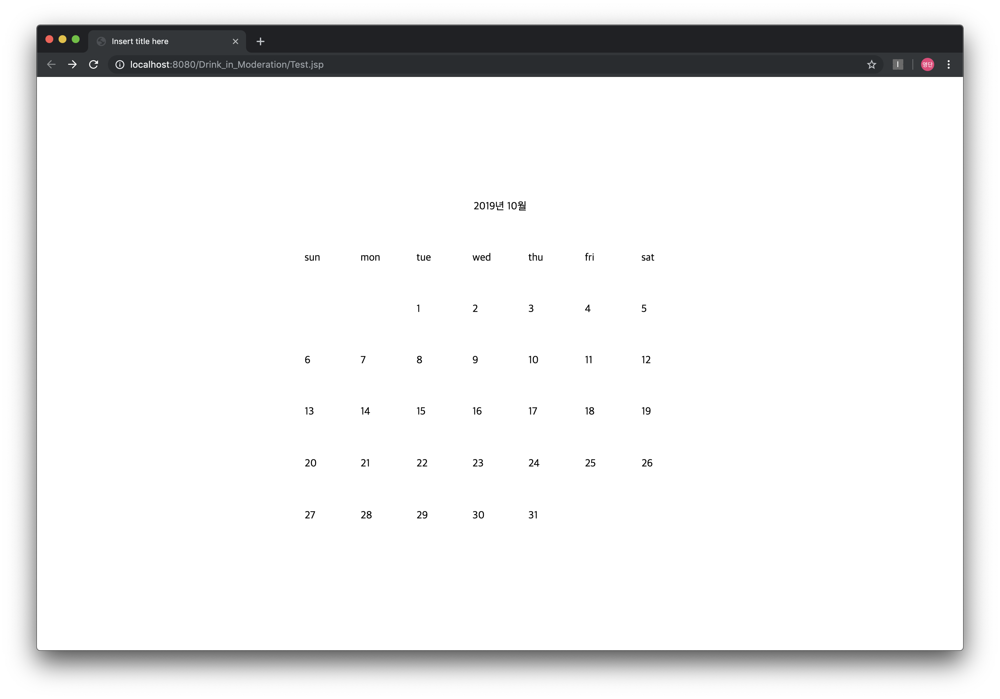 Insert title here
localhost:8080/Drink_in_Moderation/Test.jsp
I
영단
2019년 10월
sun mon tue wed thu fri sat
1 2 3 4 5
6 7 8 9 10 11 12
13 14 15 16 17 18 19
20 21 22 23 24 25 26
27 28 29 30 31